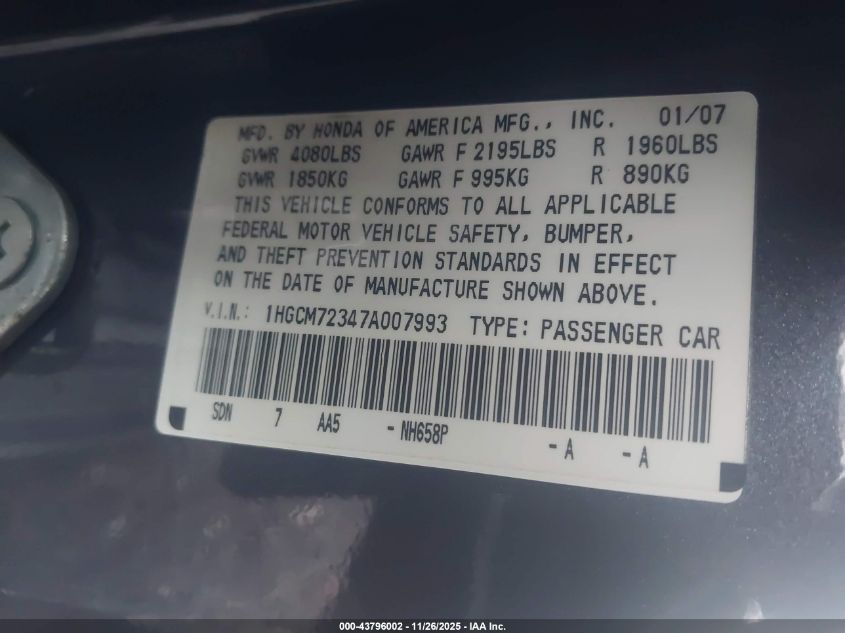 MFD. BY HONDA OF AMERICA MFG., INC. 01/07
GVWR 4080LBS GAWR F 2195LBS R 1960LBS
GVWR 1850KG GAWR F 995KG R 890KG
THIS VEHICLE CONFORMS TO ALL APPLICABLE
FEDERAL MOTOR VEHICLE SAFETY, BUMPER,
AND THEFT PREVENTION STANDARDS IN EFFECT
ON THE DATE OF MANUFACTURE SHOWN ABOVE.
V.I.N.: 1HGCM72347A007993 TYPE: PASSENGER CAR
SDN 7 AA5 -NH658P -A -A
000-43796002 - 11/26/2025 - IAA Inc.